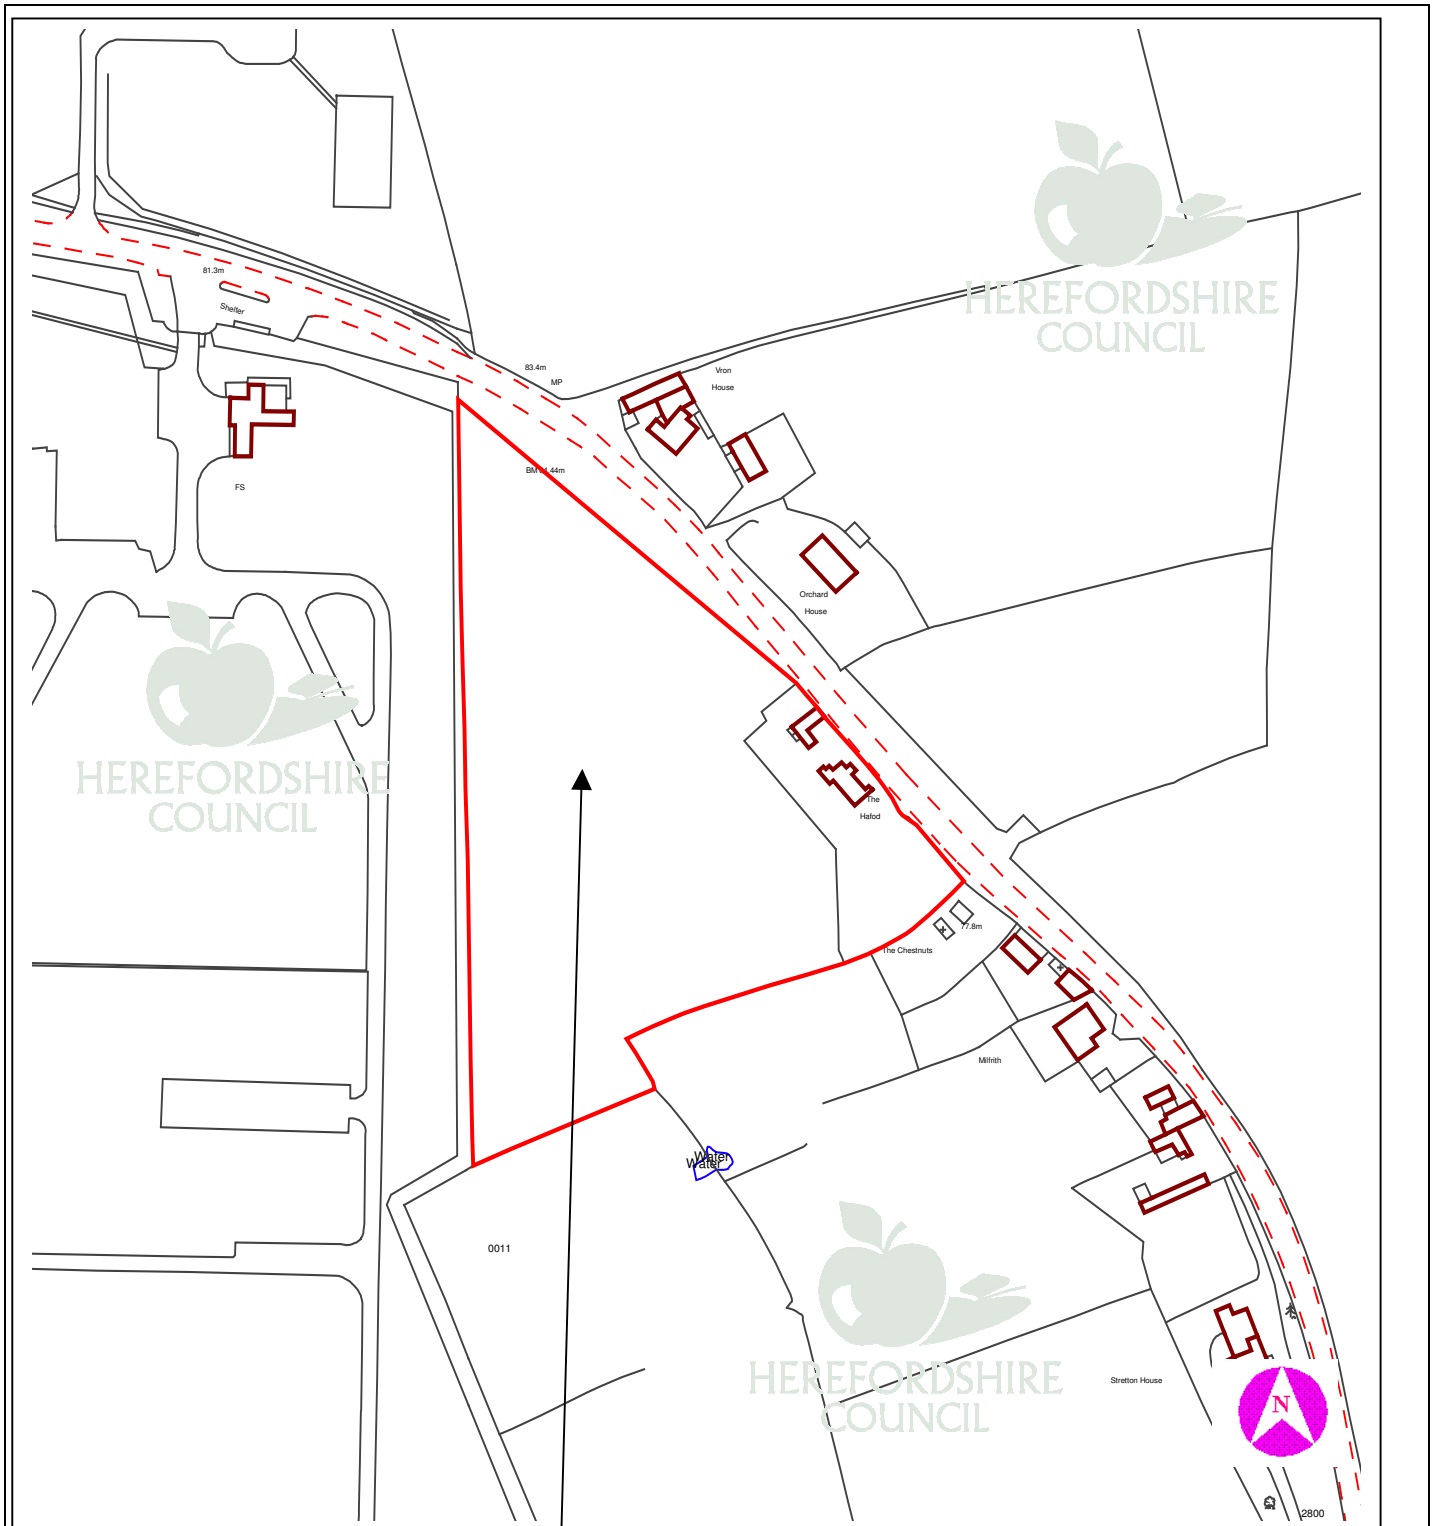 HEREFORDSHIRE
COUNCIL
81.3m
Shelter
83.4m
MP
Vron
House
FS
Orchard
House
HEREFORDSHIRE
COUNCIL
The
Hafod
77.8m
The Chestnuts
Milfrith
Water
Water
0011
HEREFORDSHIRE
COUNCIL
Stretton House
N
2800